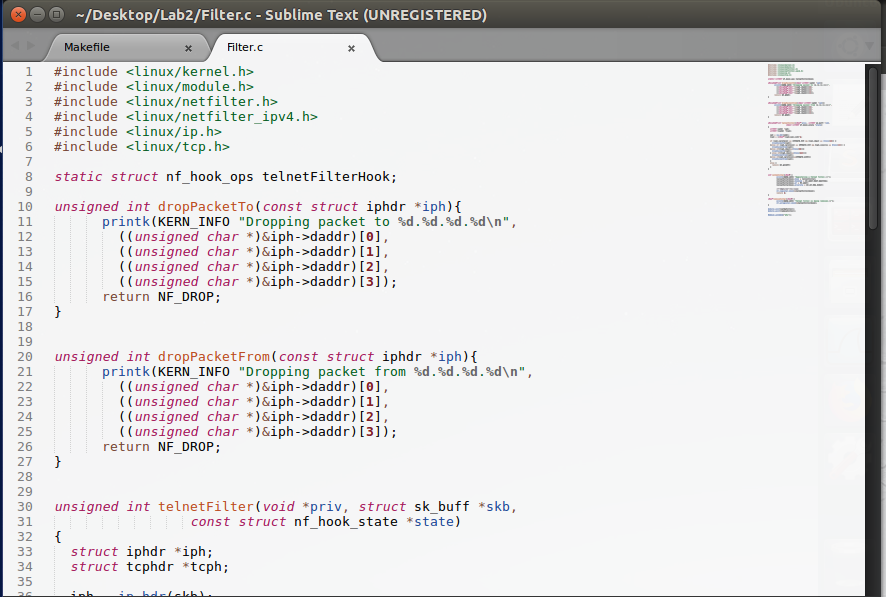 ~/Desktop/Lab2/Filter.c - Sublime Text (UNREGISTERED)
Makefile × Filter.c ×
1 #include <linux/kernel.h>
2 #include <linux/module.h>
3 #include <linux/netfilter.h>
4 #include <linux/netfilter_ipv4.h>
5 #include <linux/ip.h>
6 #include <linux/tcp.h>
7
8 static struct nf_hook_ops telnetFilterHook;
9
10 unsigned int dropPacketTo(const struct iphdr *iph){
11 printk(KERN_INFO "Dropping packet to %d.%d.%d.%d\n",
12 ((unsigned char *)&iph->daddr)[0],
13 ((unsigned char *)&iph->daddr)[1],
14 ((unsigned char *)&iph->daddr)[2],
15 ((unsigned char *)&iph->daddr)[3]);
16 return NF_DROP;
17 }
18
19
20 unsigned int dropPacketFrom(const struct iphdr *iph){
21 printk(KERN_INFO "Dropping packet from %d.%d.%d.%d\n",
22 ((unsigned char *)&iph->daddr)[0],
23 ((unsigned char *)&iph->daddr)[1],
24 ((unsigned char *)&iph->daddr)[2],
25 ((unsigned char *)&iph->daddr)[3]);
26 return NF_DROP;
27 }
28
29
30 unsigned int telnetFilter(void *priv, struct sk_buff *skb,
31 const struct nf_hook_state *state)
32 {
33 struct iphdr *iph;
34 struct tcphdr *tcph;
35
36 iph = ip_hdr(skb);